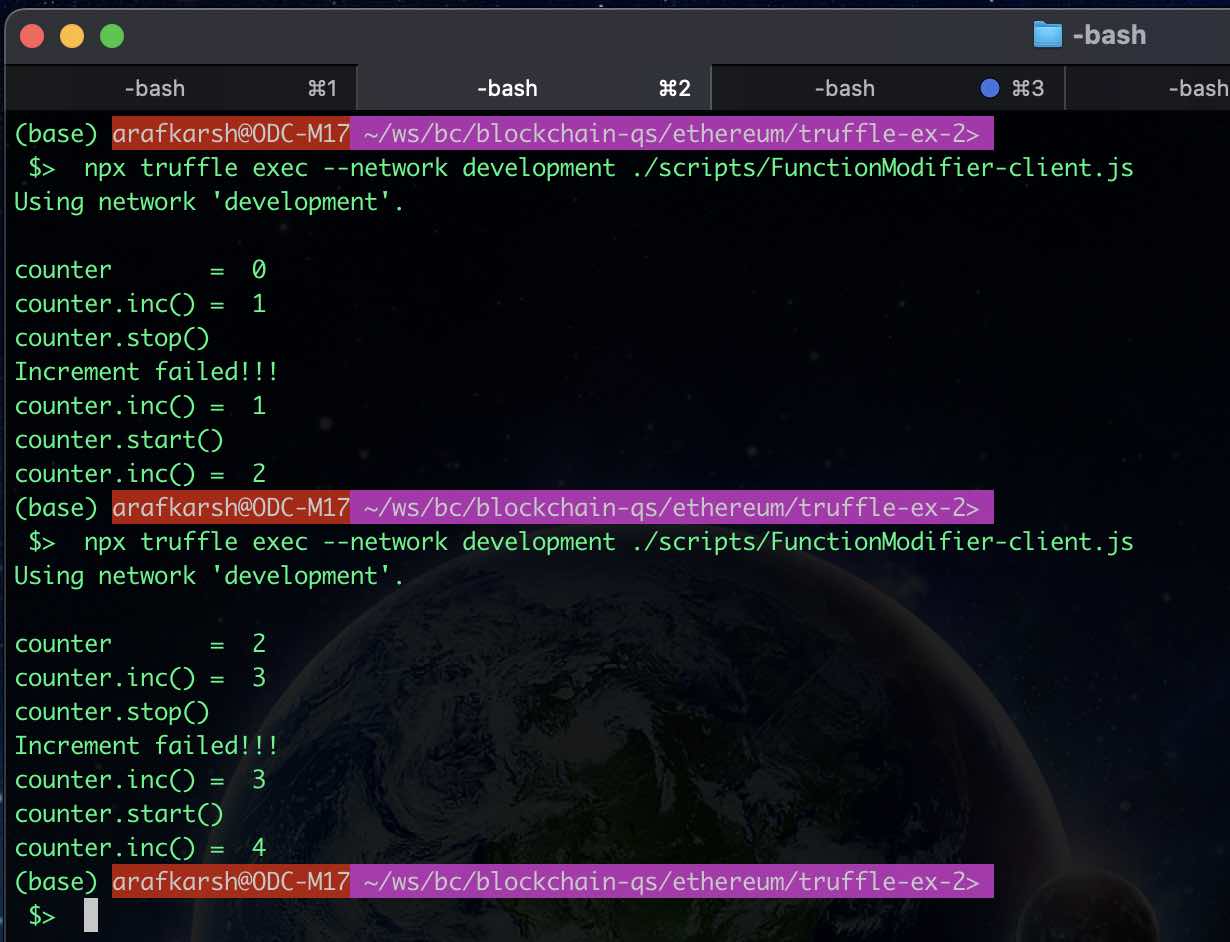 -bash
-bash ⌘1 -bash ⌘2 -bash ⌘3 -bash
(base) arafkarsh@ODC-M17 ~/ws/bc/blockchain-qs/ethereum/truffle-ex-2>
$>  npx truffle exec --network development ./scripts/FunctionModifier-client.js
Using network 'development'.
counter       =  0
counter.inc() =  1
counter.stop()
Increment failed!!!
counter.inc() =  1
counter.start()
counter.inc() =  2
(base) arafkarsh@ODC-M17 ~/ws/bc/blockchain-qs/ethereum/truffle-ex-2>
$>  npx truffle exec --network development ./scripts/FunctionModifier-client.js
Using network 'development'.
counter       =  2
counter.inc() =  3
counter.stop()
Increment failed!!!
counter.inc() =  3
counter.start()
counter.inc() =  4
(base) arafkarsh@ODC-M17 ~/ws/bc/blockchain-qs/ethereum/truffle-ex-2>
$>